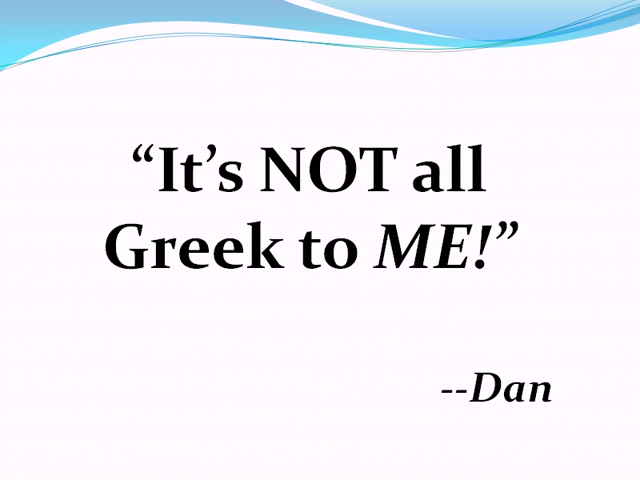 “It’s NOT all
Greek to ME!”
--Dan